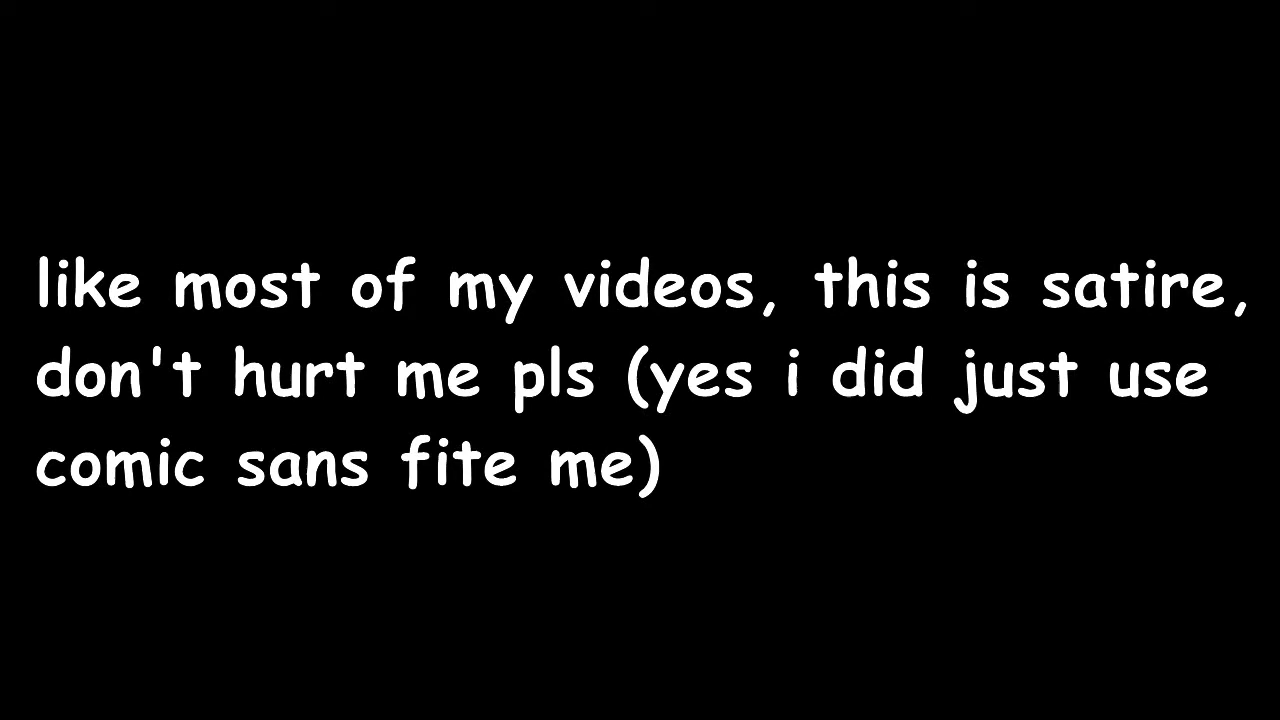 like most of my videos, this is satire,
don't hurt me pls (yes i did just use
comic sans fite me)